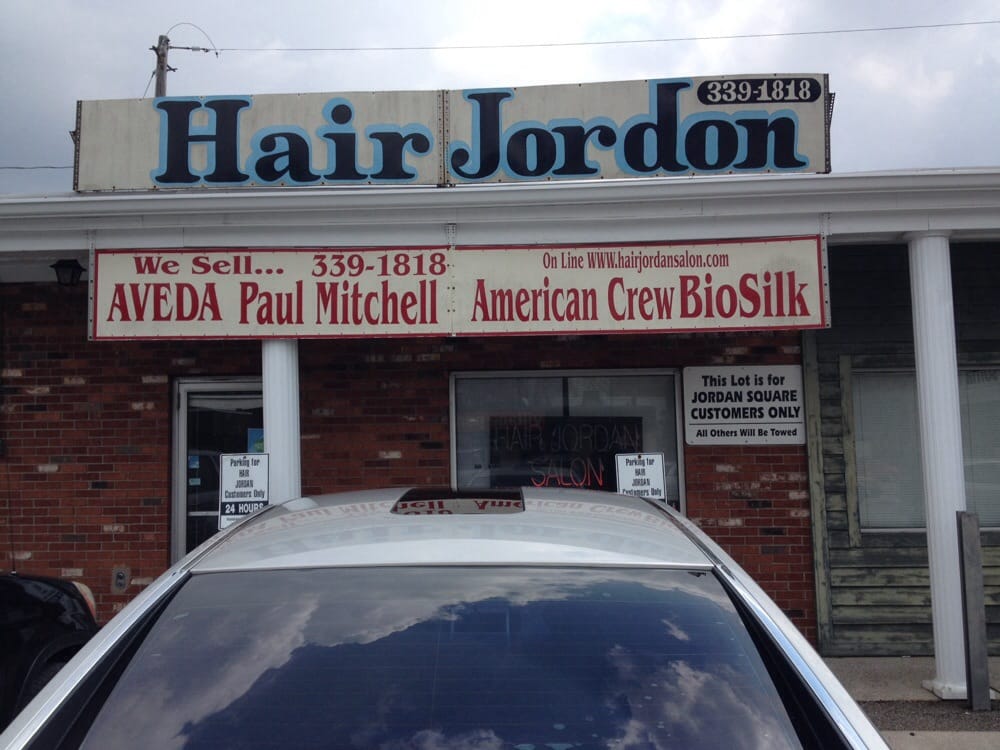 Hair Jordon
339-1818
We Sell... 339-1818
AVEDA Paul Mitchell
On Line WWW.hairjordansalon.com
American Crew BioSilk
This Lot is for
JORDAN SQUARE
CUSTOMERS ONLY
All Others Will Be Towed
HAIR JORDAN
SALON
Parking for
HAIR
JORDAN
Customers Only
24 HOURS
Parking for
HAIR
JORDAN
Customers Only